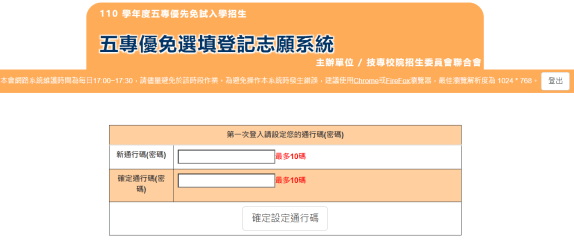 110 學年度五專優先免試入學招生
五專優免選填登記志願系統
主辦單位 / 技專校院招生委員會聯合會
本會網路系統維護時間為每日17:00~17:30，請儘量避免於該時段作業。為避免操作本系統時發生錯誤，建議使用Chrome或FireFox瀏覽器，最佳瀏覽解析度為 1024 * 768。
登出
第一次登入請設定您的通行碼(密碼)
新通行碼(密碼) 最多10碼
確定通行碼(密碼) 最多10碼
確定設定通行碼